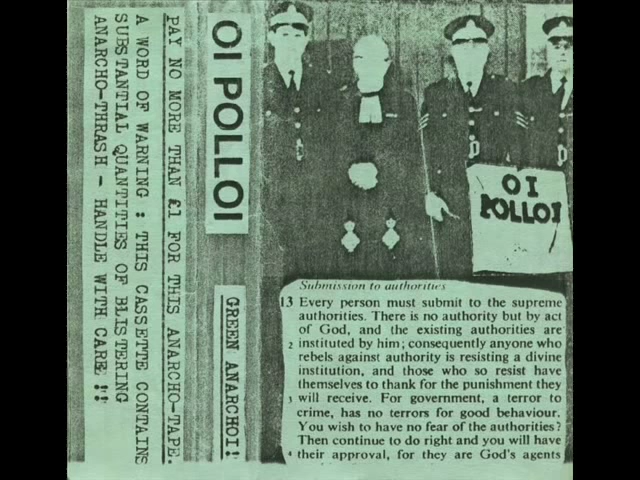 PAY NO MORE THAN £1 FOR THIS ANARCHO-TAPE.
A WORD OF WARNING : THIS CASSETTE CONTAINS
SUBSTANTIAL QUANTITIES OF BLISTERING
ANARCHO-THRASH - HANDLE WITH CARE !!
OI POLLOI
GREEN ANARCHOI!
OI
POLLOI
Submission to authorities
13 Every person must submit to the supreme
authorities. There is no authority but by act
of God, and the existing authorities are
2 instituted by him; consequently anyone who
rebels against authority is resisting a divine
institution, and those who so resist have
themselves to thank for the punishment they
3 will receive. For government, a terror to
crime, has no terrors for good behaviour.
You wish to have no fear of the authorities?
Then continue to do right and you will have
4 their approval, for they are God's agents